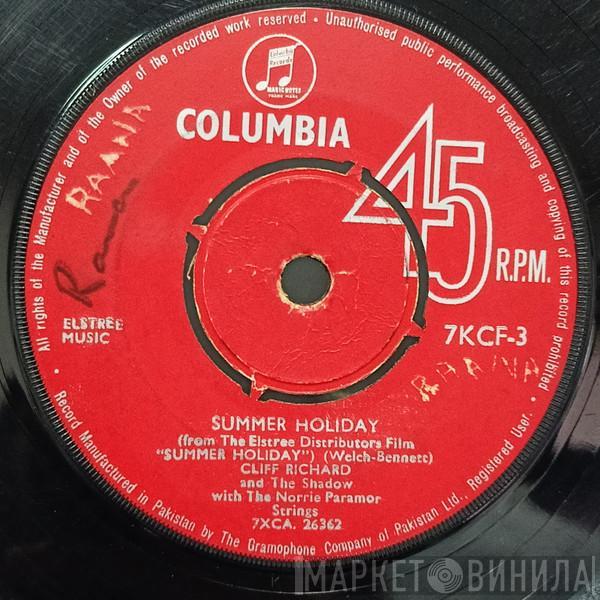 All rights of the Manufacturer and of the Owner of the recorded work reserved • Unauthorised public performance broadcasting and copying of this record prohibited.
Columbia
Records
MAGIC NOTES
TRADE MARK
COLUMBIA
45
R.P.M.
RAANA
Ramen
ELSTREE
MUSIC
7KCF-3
RAANA
SUMMER HOLIDAY
(from The Elstree Distributors Film
"SUMMER HOLIDAY") (Welch-Bennett)
CLIFF RICHARD
and The Shadow
with The Norrie Paramor
Strings
7XCA. 26362
• Record Manufactured in Pakistan by The Gramophone Company of Pakistan Ltd., Registered User. •
МАРКЕТ ВИНИЛА